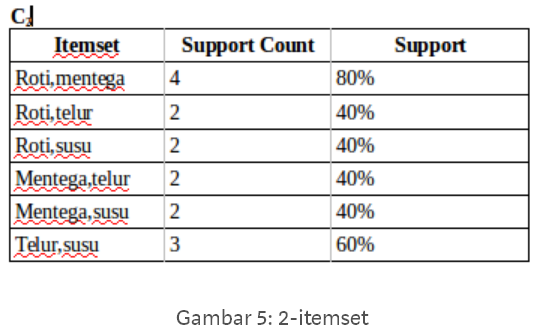 C2
Itemset Support Count Support
Roti,mentega 4 80%
Roti,telur 2 40%
Roti,susu 2 40%
Mentega,telur 2 40%
Mentega,susu 2 40%
Telur,susu 3 60%
Gambar 5: 2-itemset